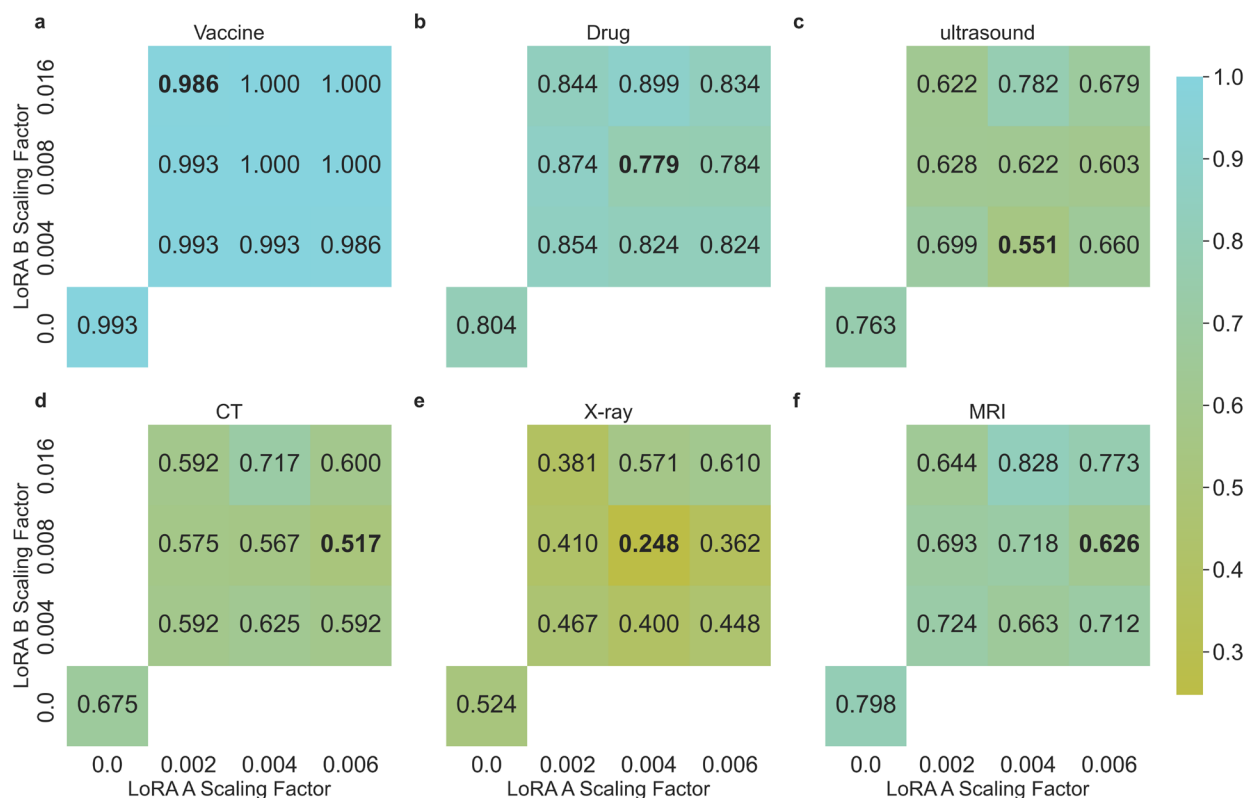 a Vaccine
LoRA B Scaling Factor
0.016 0.986 1.000 1.000
0.008 0.993 1.000 1.000
0.004 0.993 0.993 0.986
0.0 0.993
b Drug
0.844 0.899 0.834
0.874 0.779 0.784
0.854 0.824 0.824
0.804
c ultrasound
0.622 0.782 0.679
0.628 0.622 0.603
0.699 0.551 0.660
0.763
d CT
LoRA B Scaling Factor
0.016 0.592 0.717 0.600
0.008 0.575 0.567 0.517
0.004 0.592 0.625 0.592
0.0 0.675
0.0 0.002 0.004 0.006
LoRA A Scaling Factor
e X-ray
0.381 0.571 0.610
0.410 0.248 0.362
0.467 0.400 0.448
0.524
0.0 0.002 0.004 0.006
LoRA A Scaling Factor
f MRI
0.644 0.828 0.773
0.693 0.718 0.626
0.724 0.663 0.712
0.798
0.0 0.002 0.004 0.006
LoRA A Scaling Factor
1.0
0.9
0.8
0.7
0.6
0.5
0.4
0.3